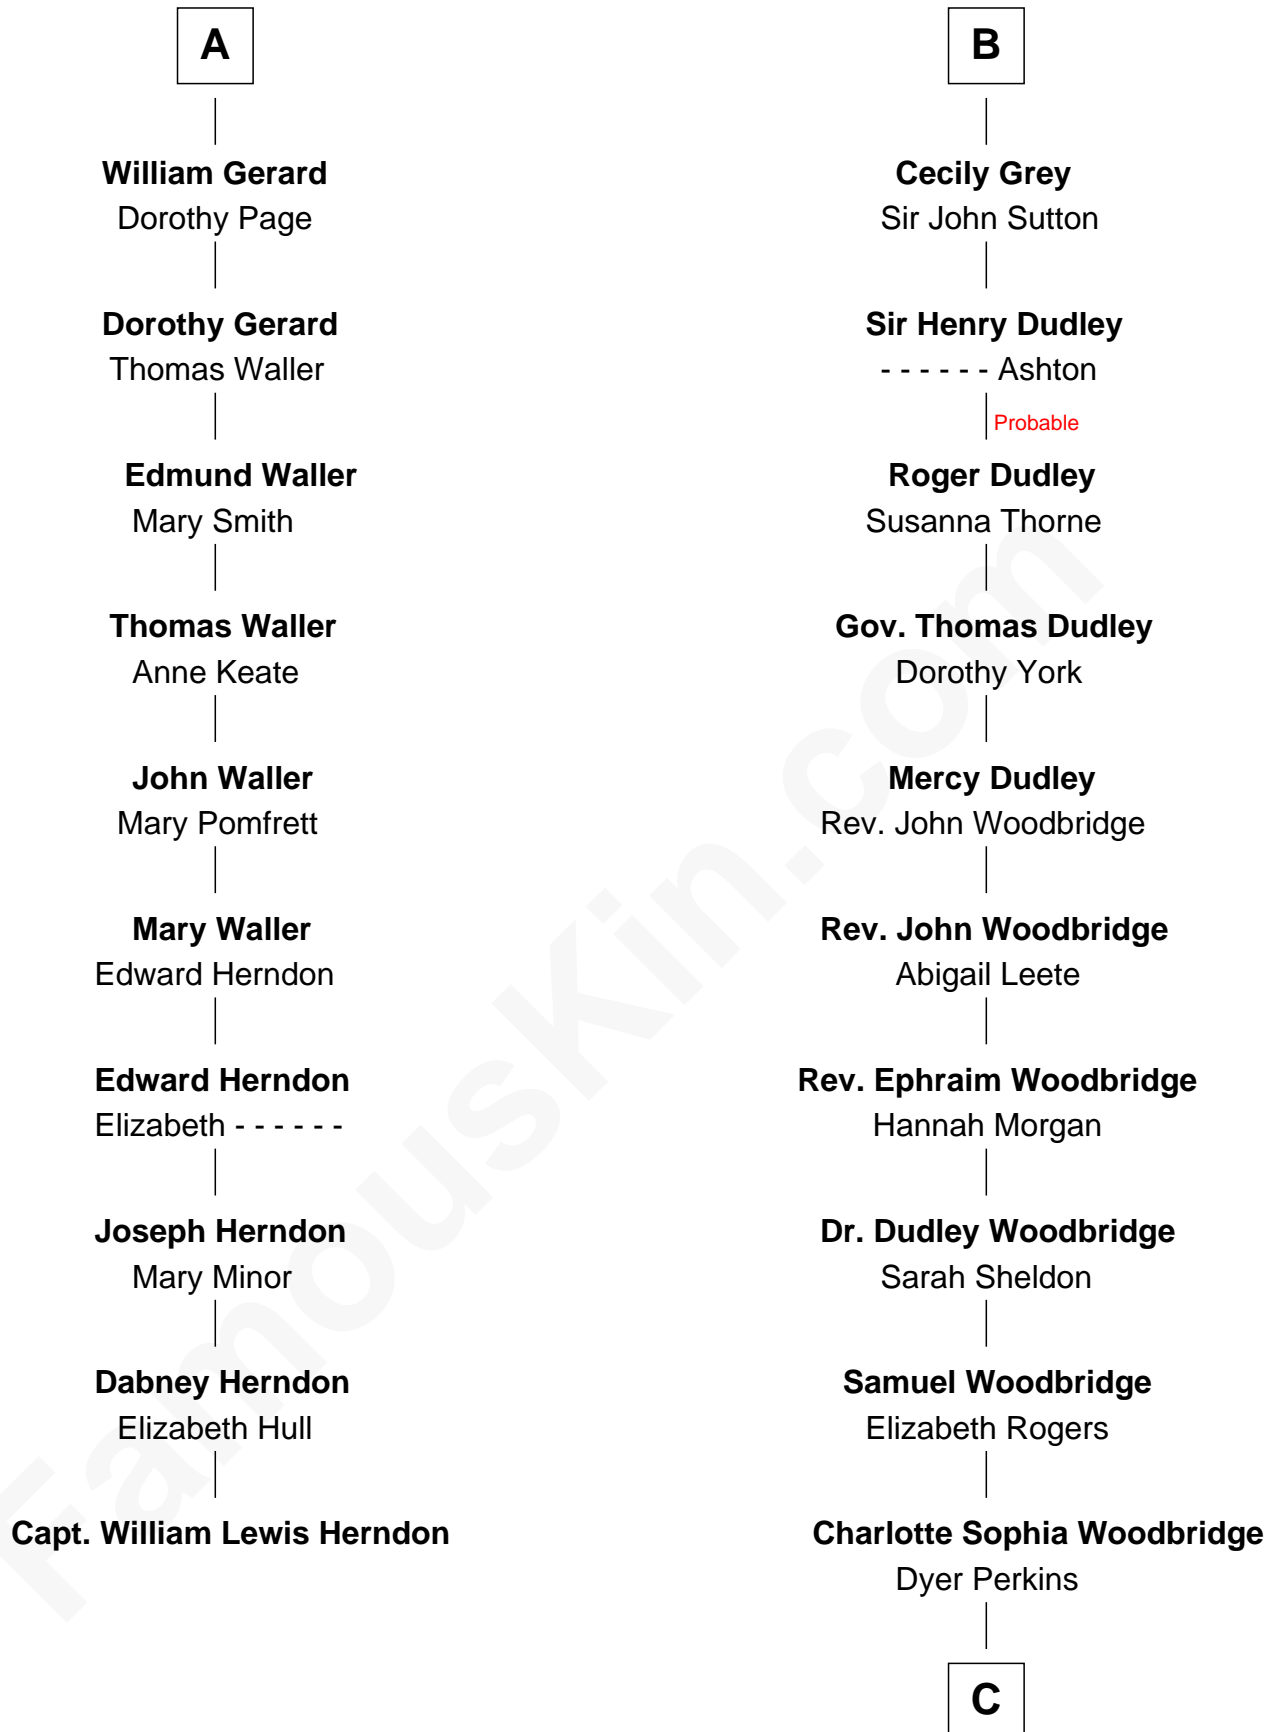 A
William Gerard
Dorothy Page
Dorothy Gerard
Thomas Waller
Edmund Waller
Mary Smith
Thomas Waller
Anne Keate
John Waller
Mary Pomfrett
Mary Waller
Edward Herndon
Edward Herndon
Elizabeth - - - - - -
Joseph Herndon
Mary Minor
Dabney Herndon
Elizabeth Hull
Capt. William Lewis Herndon
B
Cecily Grey
Sir John Sutton
Sir Henry Dudley
- - - - - - Ashton
Probable
Roger Dudley
Susanna Thorne
Gov. Thomas Dudley
Dorothy York
Mercy Dudley
Rev. John Woodbridge
Rev. John Woodbridge
Abigail Leete
Rev. Ephraim Woodbridge
Hannah Morgan
Dr. Dudley Woodbridge
Sarah Sheldon
Samuel Woodbridge
Elizabeth Rogers
Charlotte Sophia Woodbridge
Dyer Perkins
C
FamousKin.com